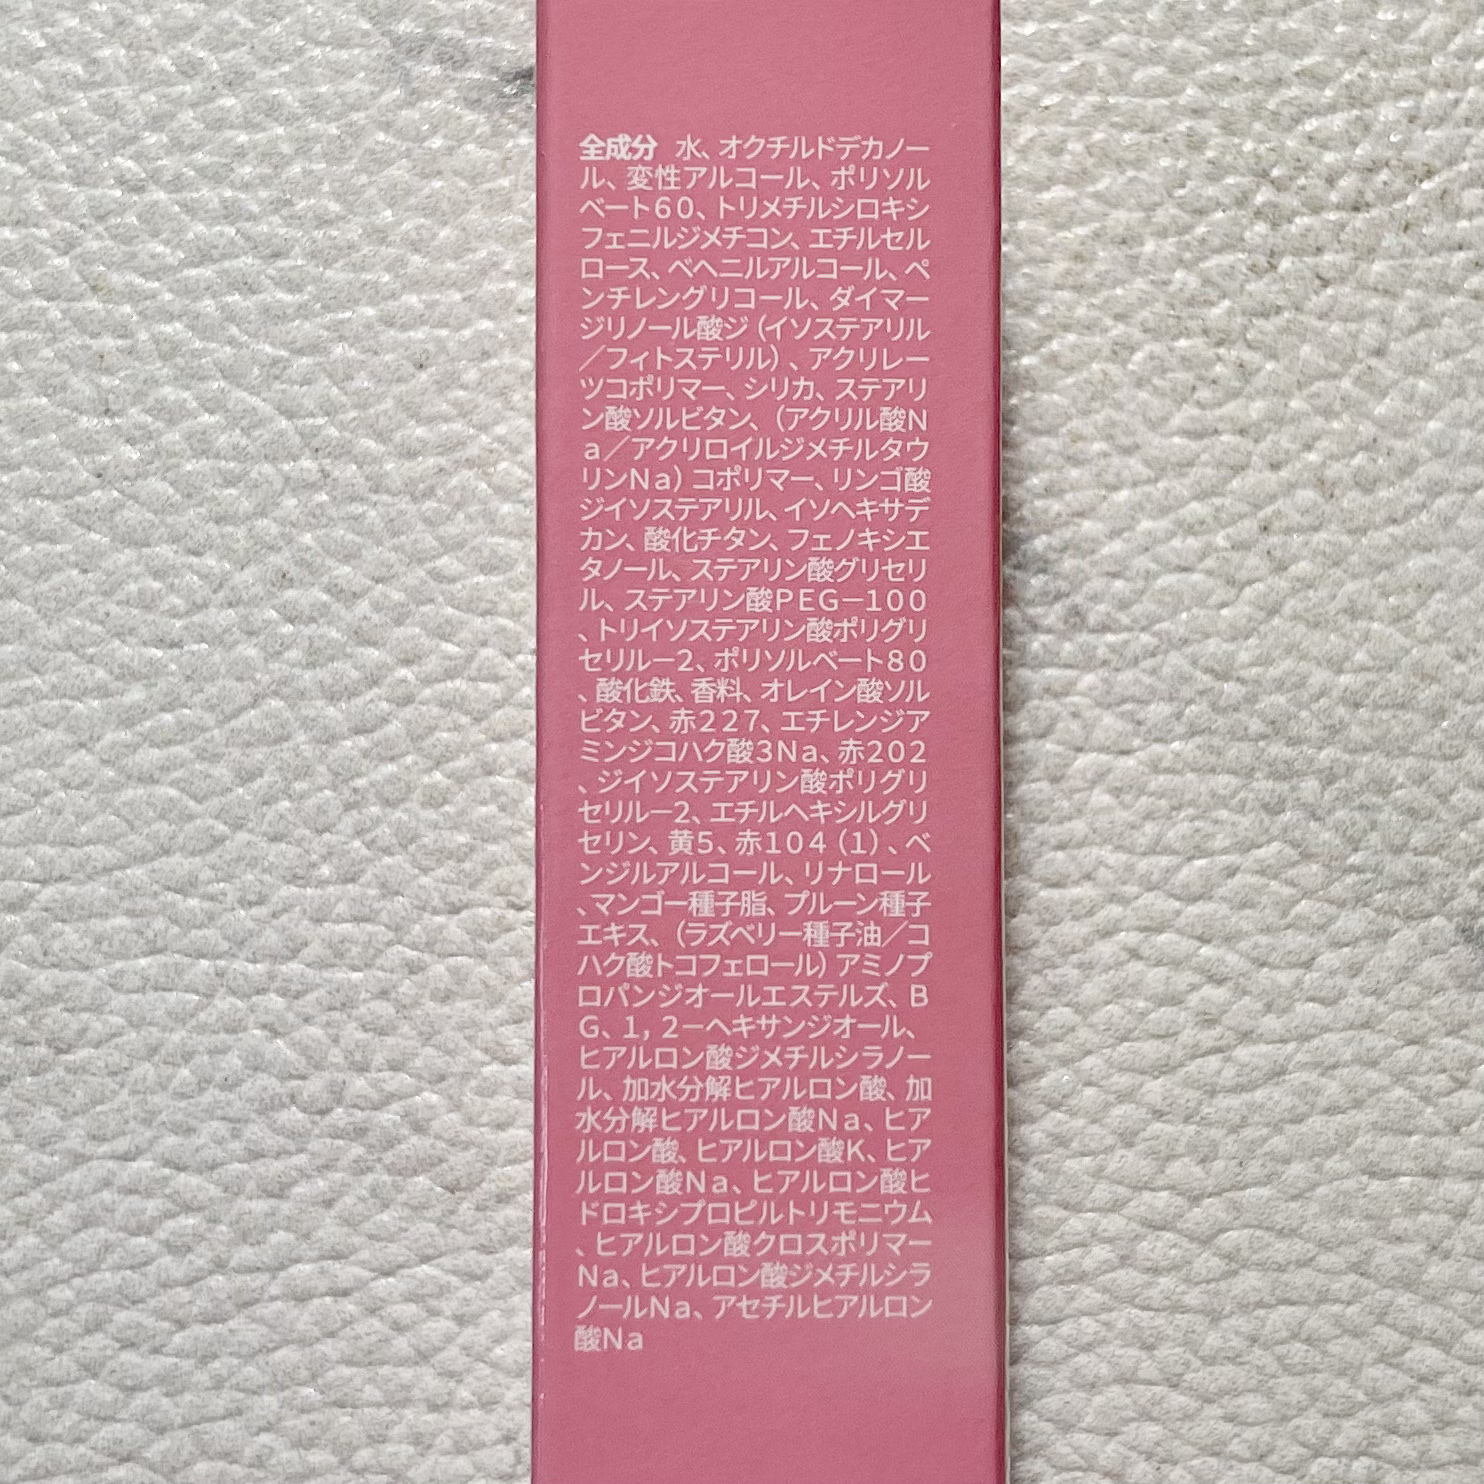 全成分 水、オクチルドデカノー
ル、変性アルコール、ポリソル
ベート60、トリメチルシロキシ
フェニルジメチコン、エチルセル
ロース、ベヘニルアルコール、ペ
ンチレングリコール、ダイマー
ジリノール酸ジ(イソステアリル
/フィトステリル)、アクリレー
ツコポリマー、シリカ、ステアリ
ン酸ソルビタン、(アクリル酸N
a/アクリロイルジメチルタウ
リンNa)コポリマー、リンゴ酸
ジイソステアリル、イソヘキサデ
カン、酸化チタン、フェノキシエ
タノール、ステアリン酸グリセリ
ル、ステアリン酸PEG-100
、トリイソステアリン酸ポリグリ
セリル-2、ポリソルベート80
、酸化鉄、香料、オレイン酸ソル
ビタン、赤227、エチレンジア
ミンジコハク酸3Na、赤202
、ジイソステアリン酸ポリグリ
セリル-2、エチルヘキシルグリ
セリン、黄5、赤104(1)、ベ
ンジルアルコール、リナロール
、マンゴー種子脂、プルーン種子
エキス、(ラズベリー種子油/コ
ハク酸トコフェロール)アミノプ
ロパンジオールエステルズ、B
G、1,2-ヘキサンジオール、
ヒアルロン酸ジメチルシラノー
ル、加水分解ヒアルロン酸、加
水分解ヒアルロン酸Na、ヒア
ルロン酸、ヒアルロン酸K、ヒア
ルロン酸Na、ヒアルロン酸ヒ
ドロキシプロピルトリモニウム
、ヒアルロン酸クロスポリマー
Na、ヒアルロン酸ジメチルシラ
ノールNa、アセチルヒアルロン
酸Na